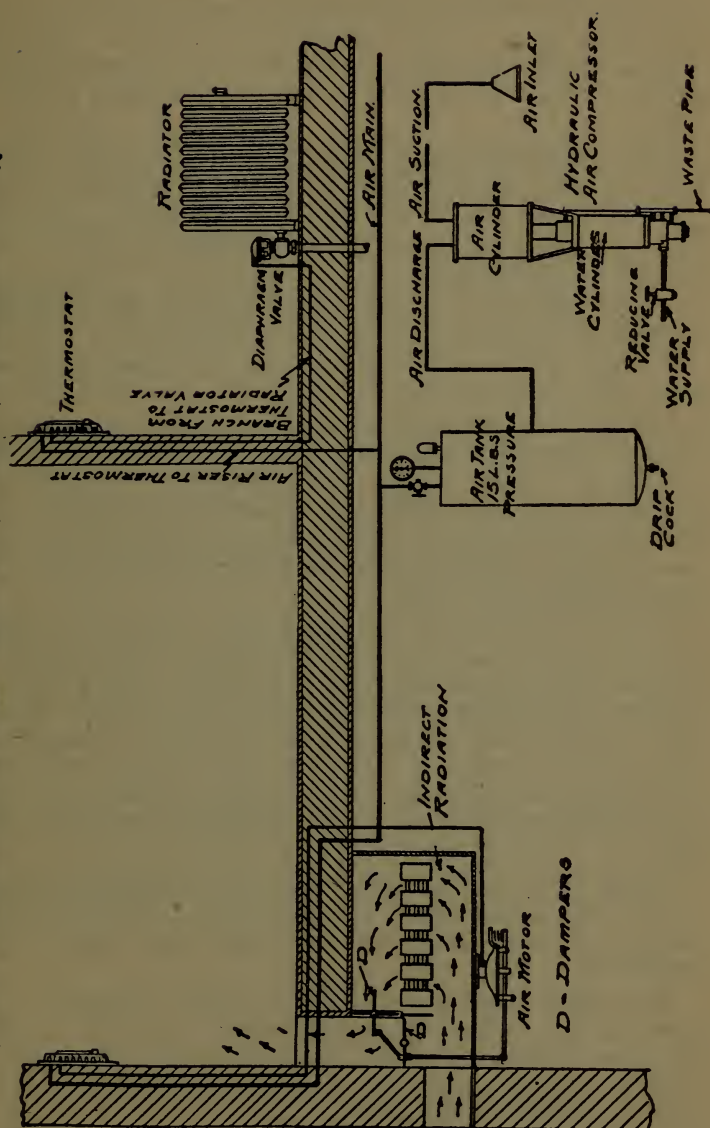 RADIATOR
THERMOSTAT
DIAPHRAGM
VALVE
BRANCH FROM
THERMOSTAT TO
RADIATOR VALVE
AIR RISER TO THERMOSTAT
AIR MAIN.
AIR SUCTION.
AIR INLET
AIR DISCHARGE
AIR
CYLINDER
HYDRAULIC
AIR COMPRESSOR.
WATER
CYLINDER
REDUCING
VALVE
WATER
SUPPLY
WASTE PIPE
AIR TANK
15 LBS
PRESSURE
DRIP
COCK
INDIRECT
RADIATION
D
D
AIR MOTOR
D-DAMPERS